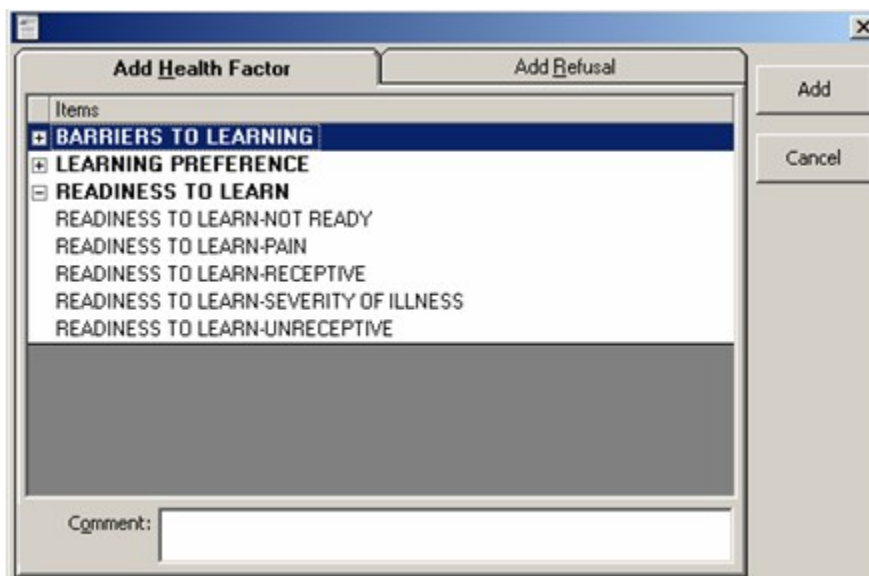 Add Health Factor
Add Refusal
Add
Items
BARRIERS TO LEARNING
Cancel
LEARNING PREFERENCE
READINESS TO LEARN
READINESS TO LEARN-NOT READY
READINESS TO LEARN-PAIN
READINESS TO LEARN-RECEPTIVE
READINESS TO LEARN-SEVERITY OF ILLNESS
READINESS TO LEARN-UNRECEPTIVE
Comment: